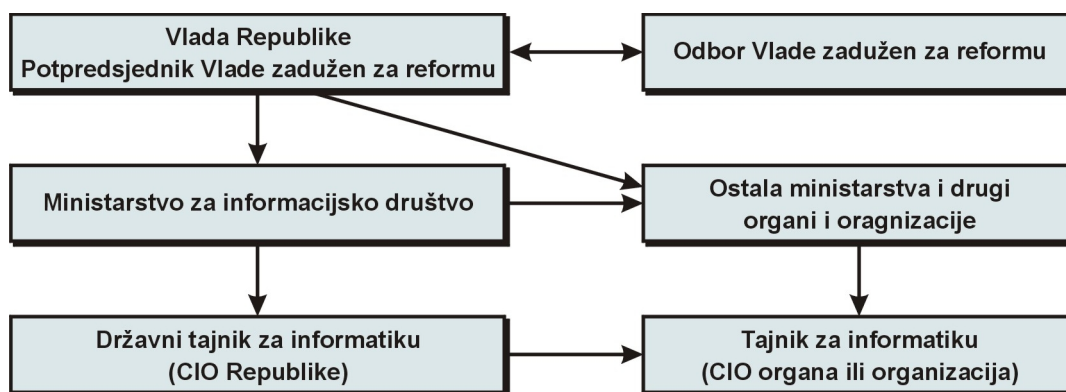 Vlada Republike
Potpredsjednik Vlade zadužen za reformu
Odbor Vlade zadužen za reformu
Ministarstvo za informacijsko društvo
Ostala ministarstva i drugi
organi i oragnizacije
Državni tajnik za informatiku
(CIO Republike)
Tajnik za informatiku
(CIO organa ili organizacija)